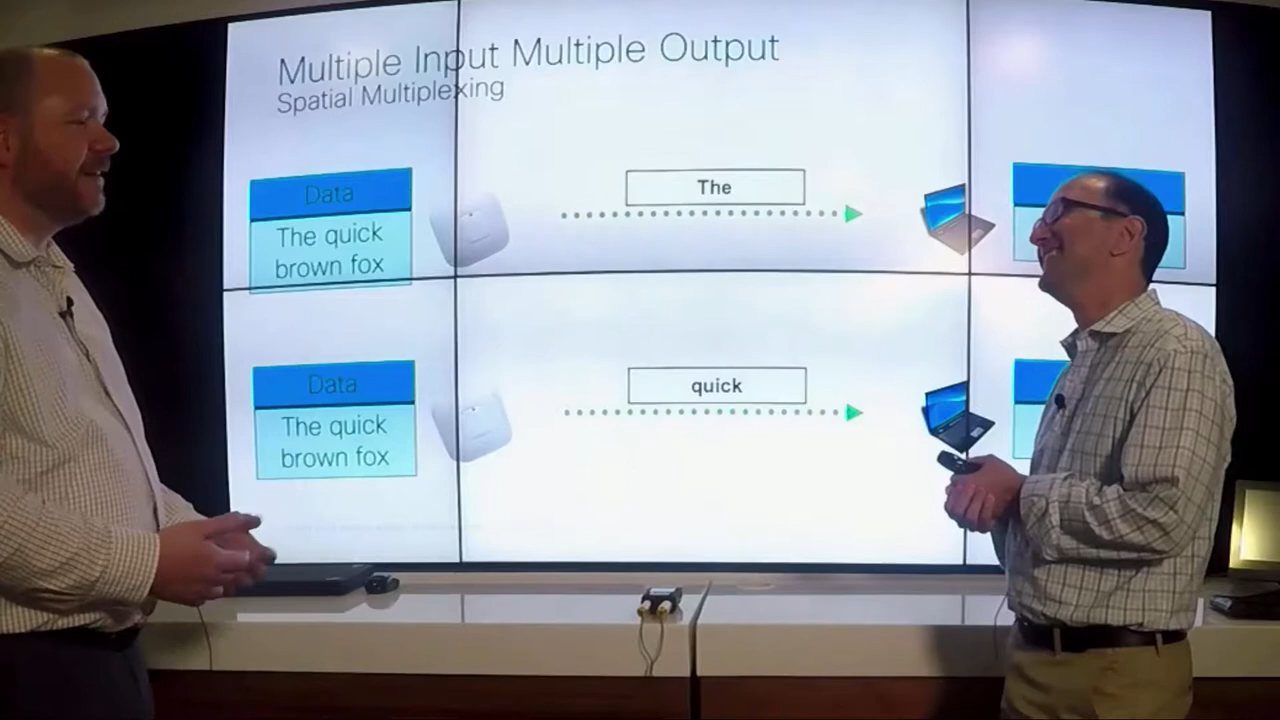 Multiple Input Multiple Output
Spatial Multiplexing
Data
The quick
brown fox
The
Data
The quick
brown fox
quick